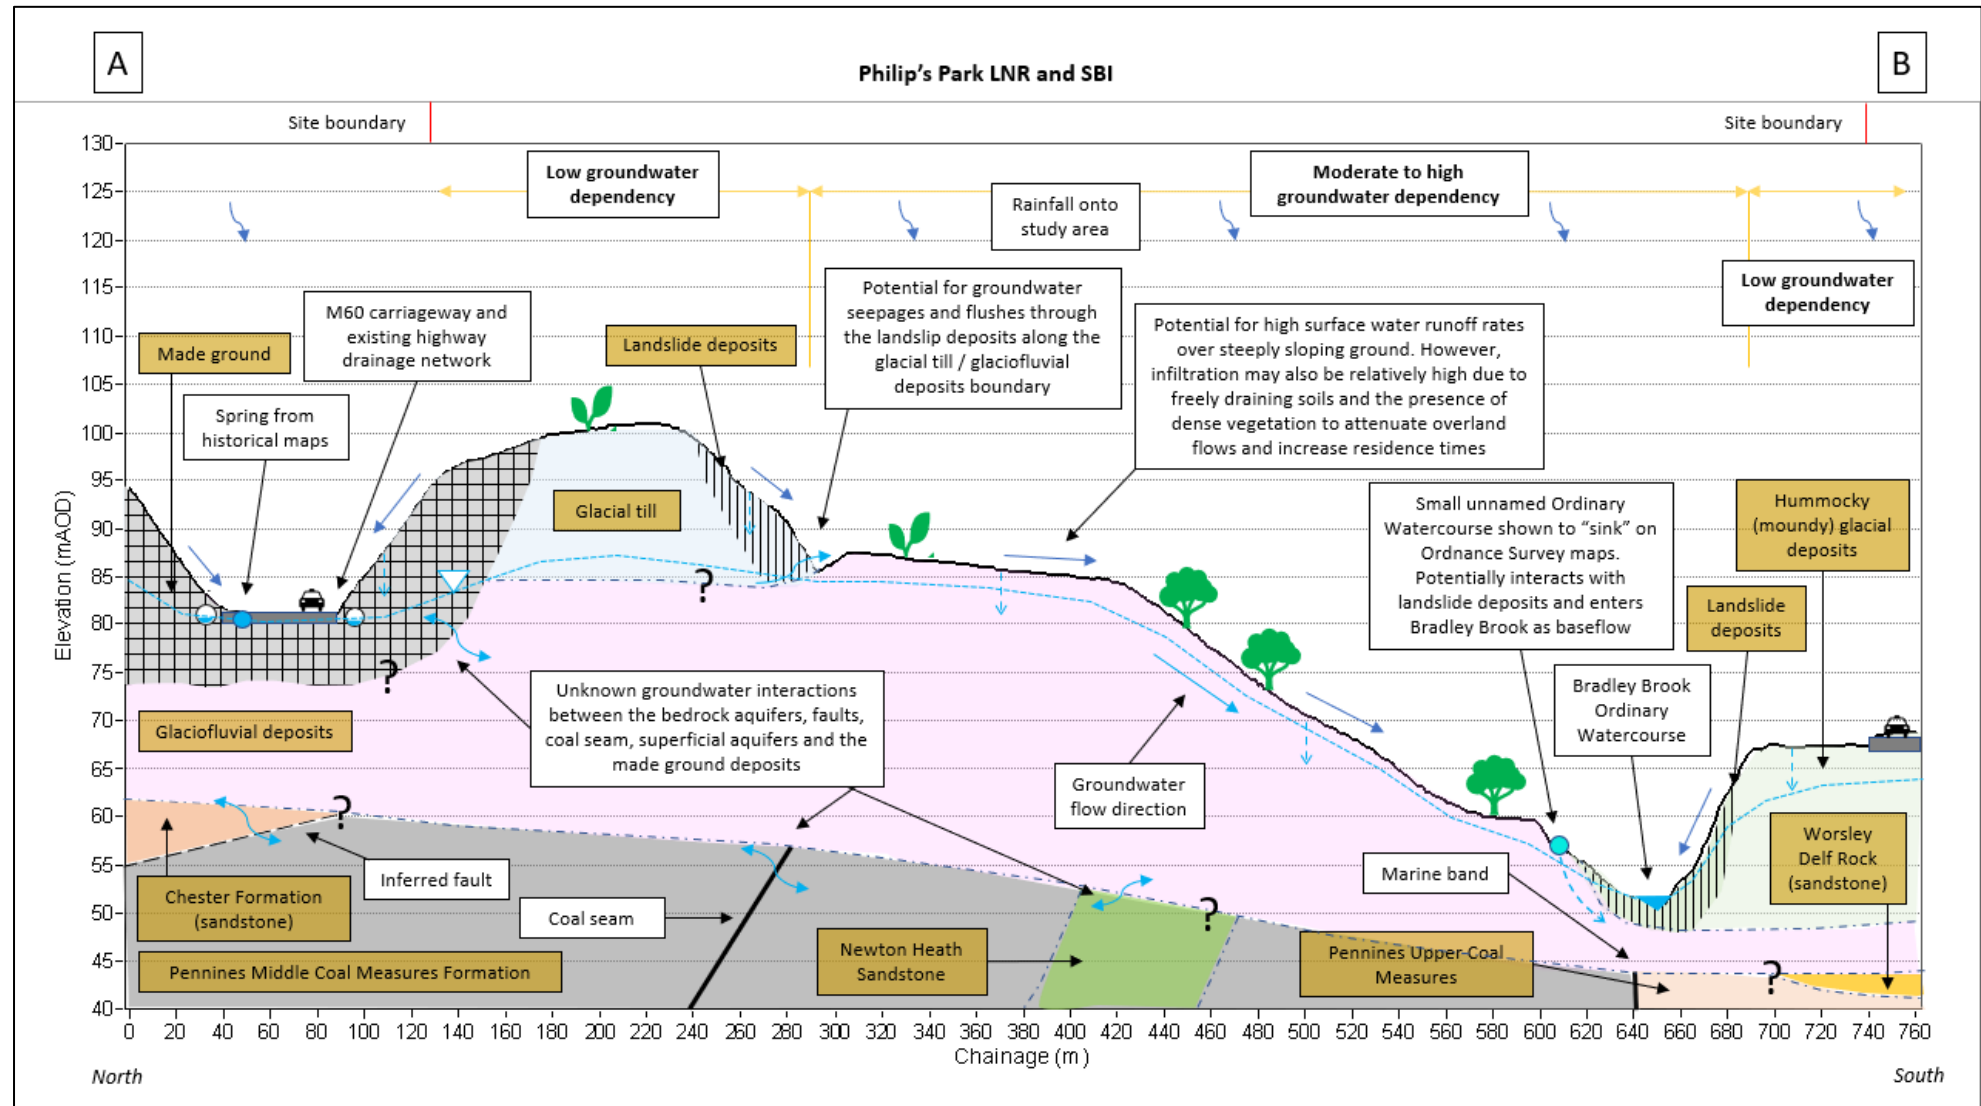 A
Philip’s Park LNR and SBI
B
Site boundary
Site boundary
Low groundwater
dependency
Moderate to high
groundwater dependency
Rainfall onto
study area
Low groundwater
dependency
Made ground
M60 carriageway and
existing highway
drainage network
Landslide deposits
Potential for groundwater
seepages and flushes through
the landslip deposits along the
glacial till / glaciofluvial
deposits boundary
Potential for high surface water runoff rates
over steeply sloping ground. However,
infiltration may also be relatively high due to
freely draining soils and the presence of
dense vegetation to attenuate overland
flows and increase residence times
Spring from
historical maps
Glacial till
Small unnamed Ordinary
Watercourse shown to “sink” on
Ordnance Survey maps.
Potentially interacts with
landslide deposits and enters
Bradley Brook as baseflow
Hummocky
(moundy) glacial
deposits
Landslide
deposits
?
?
Bradley Brook
Ordinary
Watercourse
Unknown groundwater interactions
between the bedrock aquifers, faults,
coal seam, superficial aquifers and the
made ground deposits
Glaciofluvial deposits
Groundwater
flow direction
?
Inferred fault
Marine band
Worsley
Delf Rock
(sandstone)
Chester Formation
(sandstone)
Coal seam
?
Newton Heath
Sandstone
Pennines Upper Coal
Measures
Pennines Middle Coal Measures Formation
?
Elevation (mAOD)
130
125
120
115
110
105
100
95
90
85
80
75
70
65
60
55
50
45
40
0 20 40 60 80 100 120 140 160 180 200 220 240 260 280 300 320 340 360 380 400 420 440 460 480 500 520 540 560 580 600 620 640 660 680 700 720 740 760
Chainage (m)
North
South